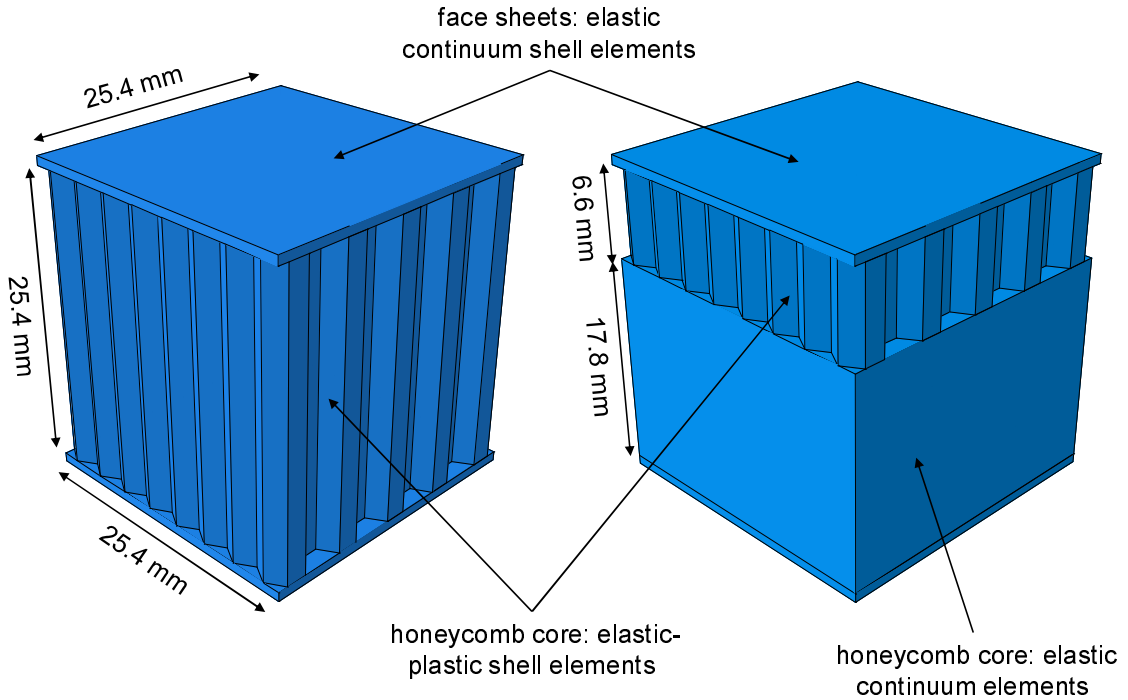 face sheets: elastic
continuum shell elements
25.4 mm
25.4 mm
25.4 mm
6.6 mm
17.8 mm
honeycomb core: elastic-
plastic shell elements
honeycomb core: elastic
continuum elements